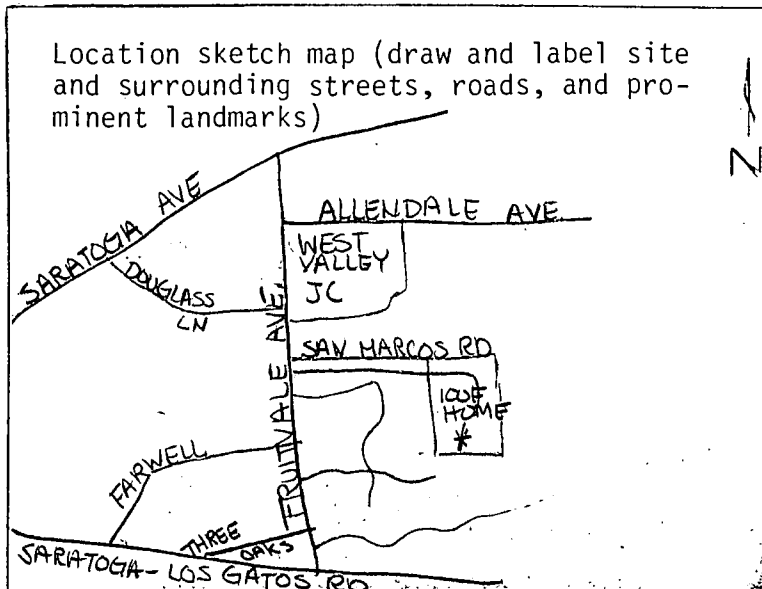 Location sketch map (draw and label site
and surrounding streets, roads, and pro-
minent landmarks)
N
SARATOGA AVE
ALLENDALE AVE
WEST
VALLEY
JC
DOUGLASS
LN
FRUITVALE AVE
SAN MARCOS RD
IOOF
HOME
*
FARWELL
THREE
OAKS
SARATOGA-LOS GATOS RD